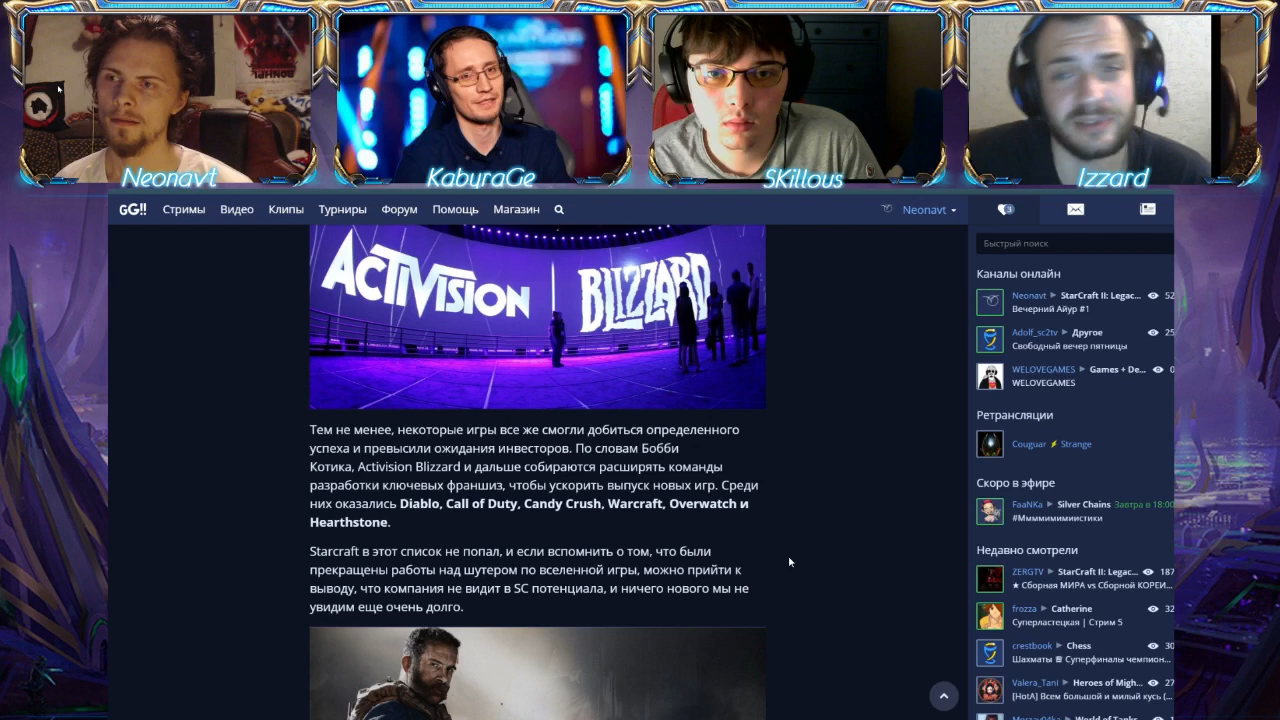 Neonavt
KabyraGe
SKillous
Izzard
GG!!
Стримы
Видео
Клипы
Турниры
Форум
Помощь
Магазин
Neonavt
3
ACTIVISION
BLIZZARD
Тем не менее, некоторые игры все же смогли добиться определенного
успеха и превысили ожидания инвесторов. По словам Бобби
Котика, Activision Blizzard и дальше собираются расширять команды
разработки ключевых франшиз, чтобы ускорить выпуск новых игр. Среди
них оказались Diablo, Call of Duty, Candy Crush, Warcraft, Overwatch и
Hearthstone.
Starcraft в этот список не попал, и если вспомнить о том, что были
прекращены работы над шутером по вселенной игры, можно прийти к
выводу, что компания не видит в SC потенциала, и ничего нового мы не
увидим еще очень долго.
Быстрый поиск
Каналы онлайн
Neonavt StarCraft II: Legac... 52
Вечерний Айур #1
Adolf_sc2tv Другое 25
Свободный вечер пятницы
WELOVEGAMES Games + De... 0
WELOVEGAMES
Ретрансляции
Couguar ⚡ Strange
Скоро в эфире
FaaNKa Silver Chains Завтра в 18:00
#Ммммимимиистики
Недавно смотрели
ZERGTV StarCraft II: Legac... 187
★ Сборная МИРА vs Сборной КОРЕИ...
frozza Catherine 32
Суперластецкая | Стрим 5
crestbook Chess 30
Шахматы Суперфиналы чемпион...
Valera_Tani Heroes of Migh... 27
[HotA] Всем большой и милый кусь (...
World of Tanks